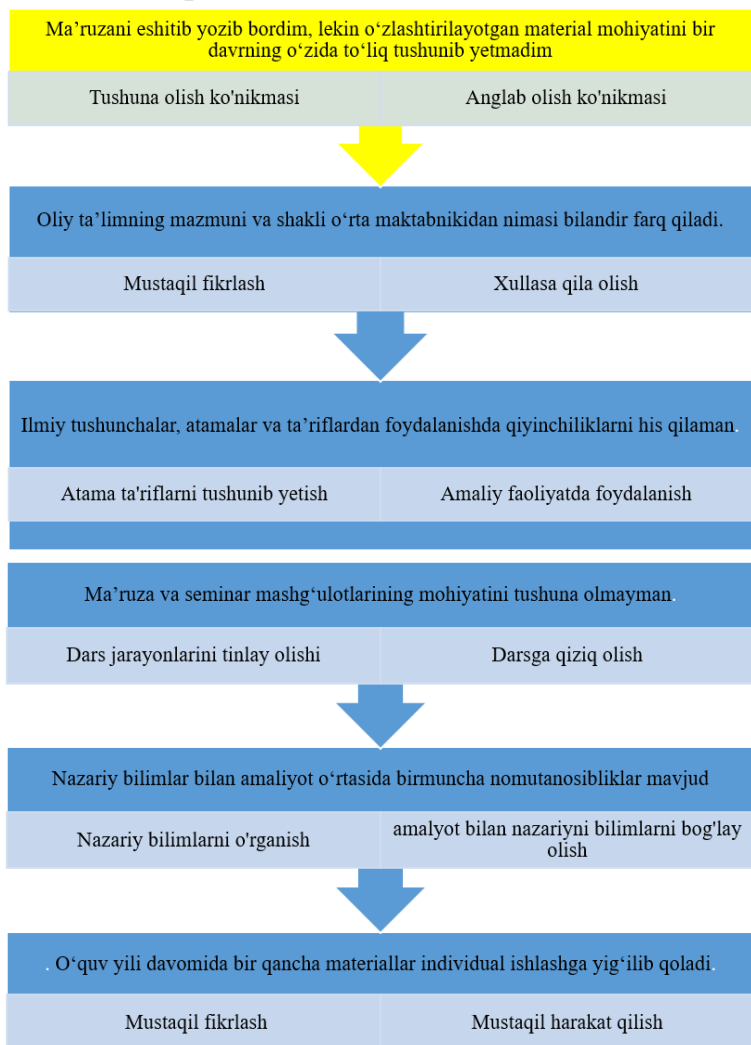 Ma’ruzani eshitib yozib bordim, lekin o‘zlashtirilayotgan material mohiyatini bir
davrning o‘zida to‘liq tushunib yetmadim
Tushuna olish ko'nikmasi
Anglab olish ko'nikmasi
Oliy ta’limning mazmuni va shakli o‘rta maktabnikidan nimasi bilandir farq qiladi.
Mustaqil fikrlash
Xullasa qila olish
Ilmiy tushunchalar, atamalar va ta’riflardan foydalanishda qiyinchiliklarni his qilaman.
Atama ta'riflarni tushunib yetish
Amaliy faoliyatda foydalanish
Ma’ruza va seminar mashg‘ulotlarining mohiyatini tushuna olmayman.
Dars jarayonlarini tinlay olishi
Darsga qiziq olish
Nazariy bilimlar bilan amaliyot o‘rtasida birmuncha nomutanosibliklar mavjud
Nazariy bilimlarni o'rganish
amalyot bilan nazariyni bilimlarni bog'lay
olish
. O‘quv yili davomida bir qancha materiallar individual ishlashga yig‘ilib qoladi.
Mustaqil fikrlash
Mustaqil harakat qilish